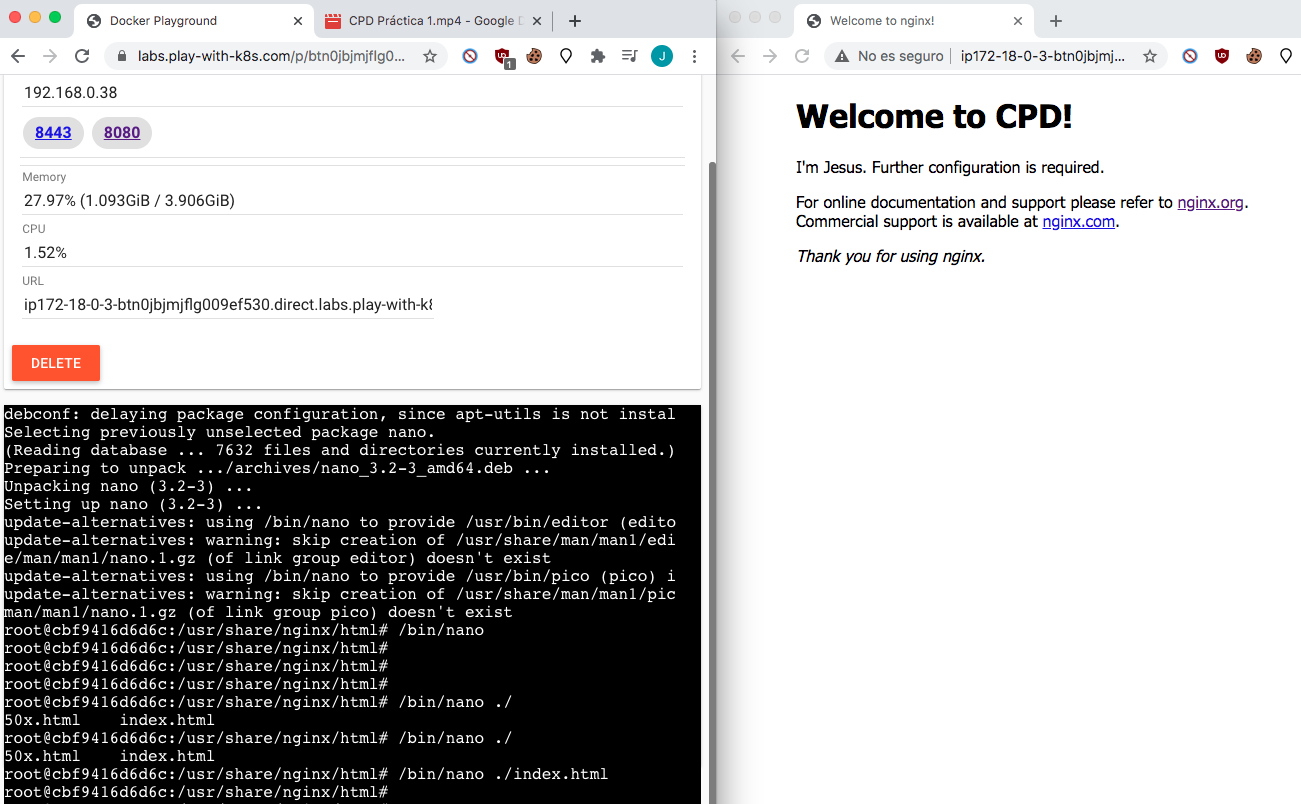 Docker Playground
CPD Práctica 1.mp4 - Google D
labs.play-with-k8s.com/p/btn0jbjmjflg0...
1
J
192.168.0.38
8443 8080
Memory
27.97% (1.093GiB / 3.906GiB)
CPU
1.52%
URL
ip172-18-0-3-btn0jbjmjflg009ef530.direct.labs.play-with-k8
DELETE
debconf: delaying package configuration, since apt-utils is not instal
Selecting previously unselected package nano.
(Reading database ... 7632 files and directories currently installed.)
Preparing to unpack .../archives/nano_3.2-3_amd64.deb ...
Unpacking nano (3.2-3) ...
Setting up nano (3.2-3) ...
update-alternatives: using /bin/nano to provide /usr/bin/editor (edito
update-alternatives: warning: skip creation of /usr/share/man/man1/edi
e/man/man1/nano.1.gz (of link group editor) doesn't exist
update-alternatives: using /bin/nano to provide /usr/bin/pico (pico) i
update-alternatives: warning: skip creation of /usr/share/man/man1/pic
man/man1/nano.1.gz (of link group pico) doesn't exist
root@cbf9416d6d6c:/usr/share/nginx/html# /bin/nano
root@cbf9416d6d6c:/usr/share/nginx/html#
root@cbf9416d6d6c:/usr/share/nginx/html#
root@cbf9416d6d6c:/usr/share/nginx/html#
root@cbf9416d6d6c:/usr/share/nginx/html# /bin/nano ./
50x.html    index.html
root@cbf9416d6d6c:/usr/share/nginx/html# /bin/nano ./
50x.html    index.html
root@cbf9416d6d6c:/usr/share/nginx/html# /bin/nano ./index.html
root@cbf9416d6d6c:/usr/share/nginx/html#
Welcome to nginx!
No es seguro
ip172-18-0-3-btn0jbjmj...
Welcome to CPD!
I'm Jesus. Further configuration is required.
For online documentation and support please refer to nginx.org.
Commercial support is available at nginx.com.
Thank you for using nginx.